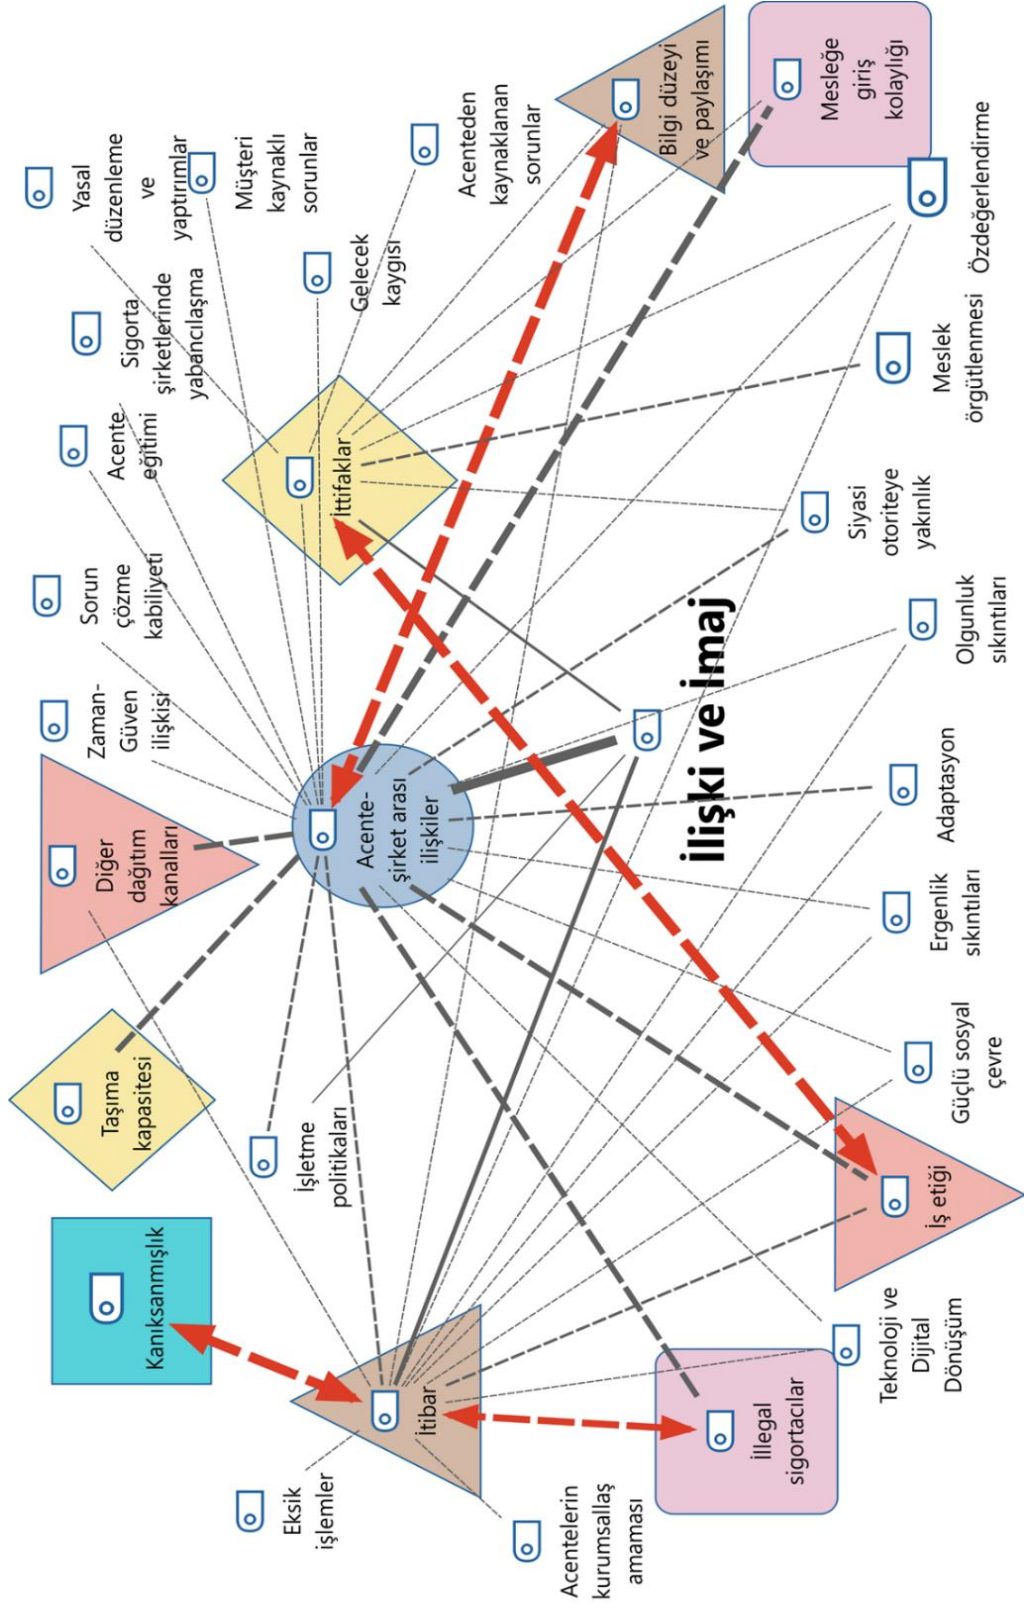 Kanıksanmışlık
Taşıma
kapasitesi
Diğer
dağıtım
kanalları
Zaman-
Güven
ilişkisi
Sorun
çözme
kabiliyeti
Acente
eğitimi
Sigorta
şirketlerinde
yabancılaşma
Yasal
düzenleme
ve
yaptırımlar
Müşteri
kaynaklı
sorunlar
Gelecek
kaygısı
Acenteden
kaynaklanan
sorunlar
Eksik
işlemler
İtibar
İşletme
politikaları
Acente-
şirket arası
ilişkiler
İttifaklar
Bilgi düzeyi
ve paylaşımı
Mesleğe
giriş
kolaylığı
Acentelerin
kurumsallaş
amaması
İllegal
sigortacılar
İlişki ve İmaj
Teknoloji ve
Dijital
Dönüşüm
İş etiği
Güçlü sosyal
çevre
Ergenlik
sıkıntıları
Adaptasyon
Olgunluk
sıkıntıları
Siyasi
otoriteye
yakınlık
Meslek
örgütlenmesi
Özdeğerlendirme